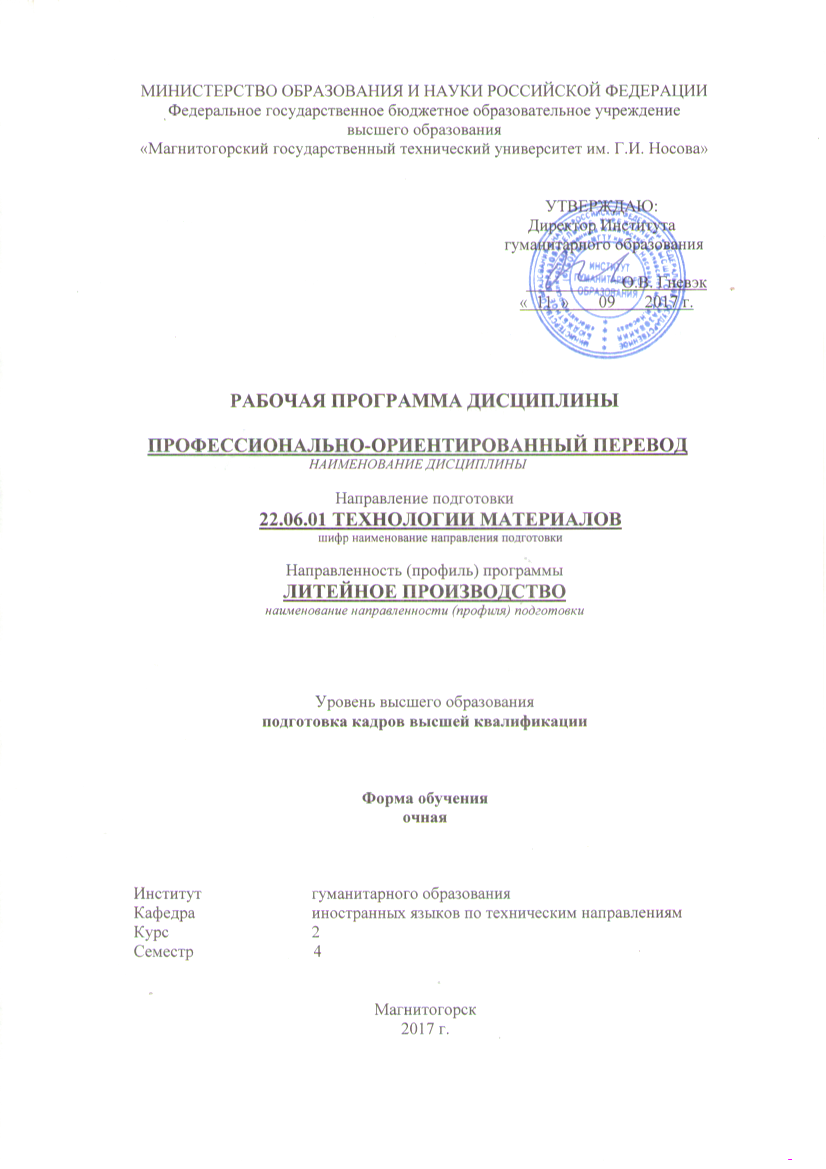 МИНИСТЕРСТВО ОБРАЗОВАНИЯ И НАУКИ РОССИЙСКОЙ ФЕДЕРАЦИИ
Федеральное государственное бюджетное образовательное учреждение
высшего образования
«Магнитогорский государственный технический университет им. Г.И. Носова»
УТВЕРЖДАЮ:
Директор Института
гуманитарного образования
ИНСТИТУТ
ГУМАНИТАРНОГО
ОБРАЗОВАНИЯ
О.В. Гневэк
« 11 » 09 2017 г.
РАБОЧАЯ ПРОГРАММА ДИСЦИПЛИНЫ
ПРОФЕССИОНАЛЬНО-ОРИЕНТИРОВАННЫЙ ПЕРЕВОД
НАИМЕНОВАНИЕ ДИСЦИПЛИНЫ
Направление подготовки
22.06.01 ТЕХНОЛОГИИ МАТЕРИАЛОВ
шифр наименование направления подготовки
Направленность (профиль) программы
ЛИТЕЙНОЕ ПРОИЗВОДСТВО
наименование направленности (профиля) подготовки
Уровень высшего образования
подготовка кадров высшей квалификации
Форма обучения
очная
Институт гуманитарного образования
Кафедра иностранных языков по техническим направлениям
Курс 2
Семестр 4
Магнитогорск
2017 г.